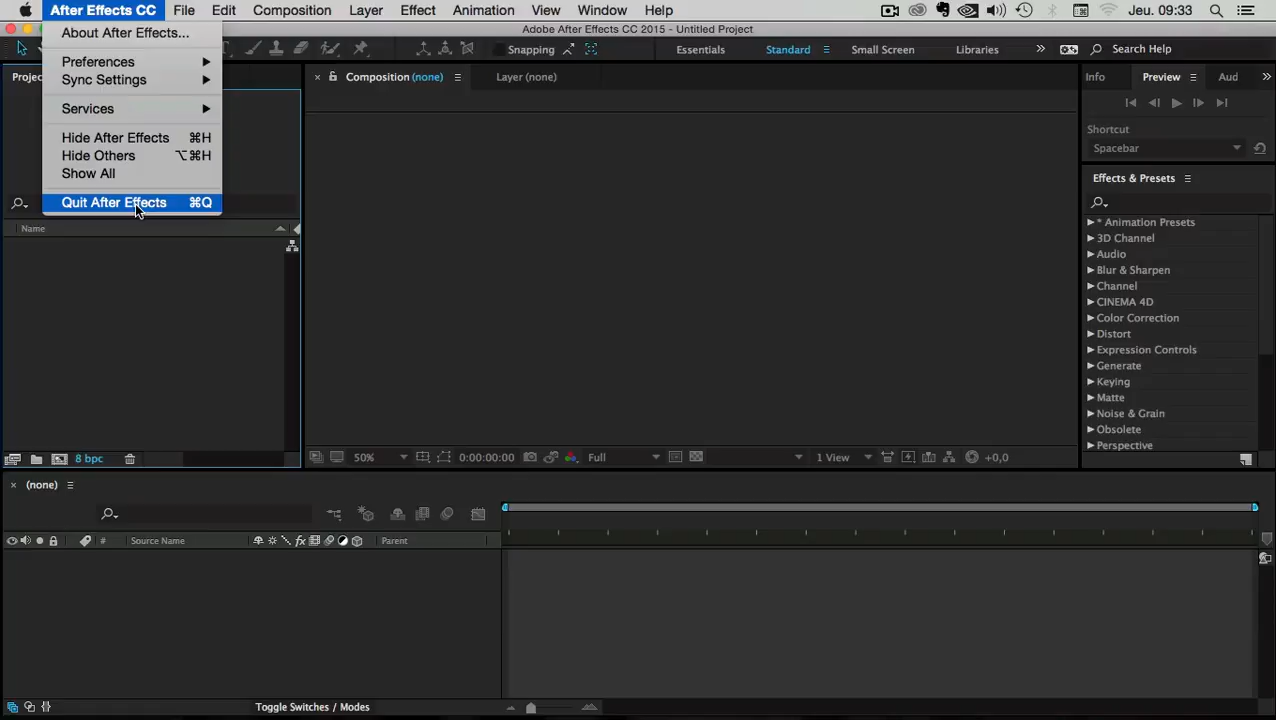 After Effects CC File Edit Composition Layer Effect Animation View Window Help Jeu. 09:33
Adobe After Effects CC 2015 - Untitled Project
About After Effects...
Preferences
Sync Settings
Services
Hide After Effects ⌘H
Hide Others ⌥⌘H
Show All
Quit After Effects ⌘Q
Snapping Essentials Standard Small Screen Libraries Search Help
Projec Composition (none) Layer (none) Info Preview Aud
Shortcut
Spacebar
Effects & Presets
Name
* Animation Presets
3D Channel
Audio
Blur & Sharpen
Channel
CINEMA 4D
Color Correction
Distort
Expression Controls
Generate
Keying
Matte
Noise & Grain
Obsolete
Perspective
8 bpc 50% 0:00:00:00 Full 1 View +0,0
(none)
# Source Name fx Parent
Toggle Switches / Modes